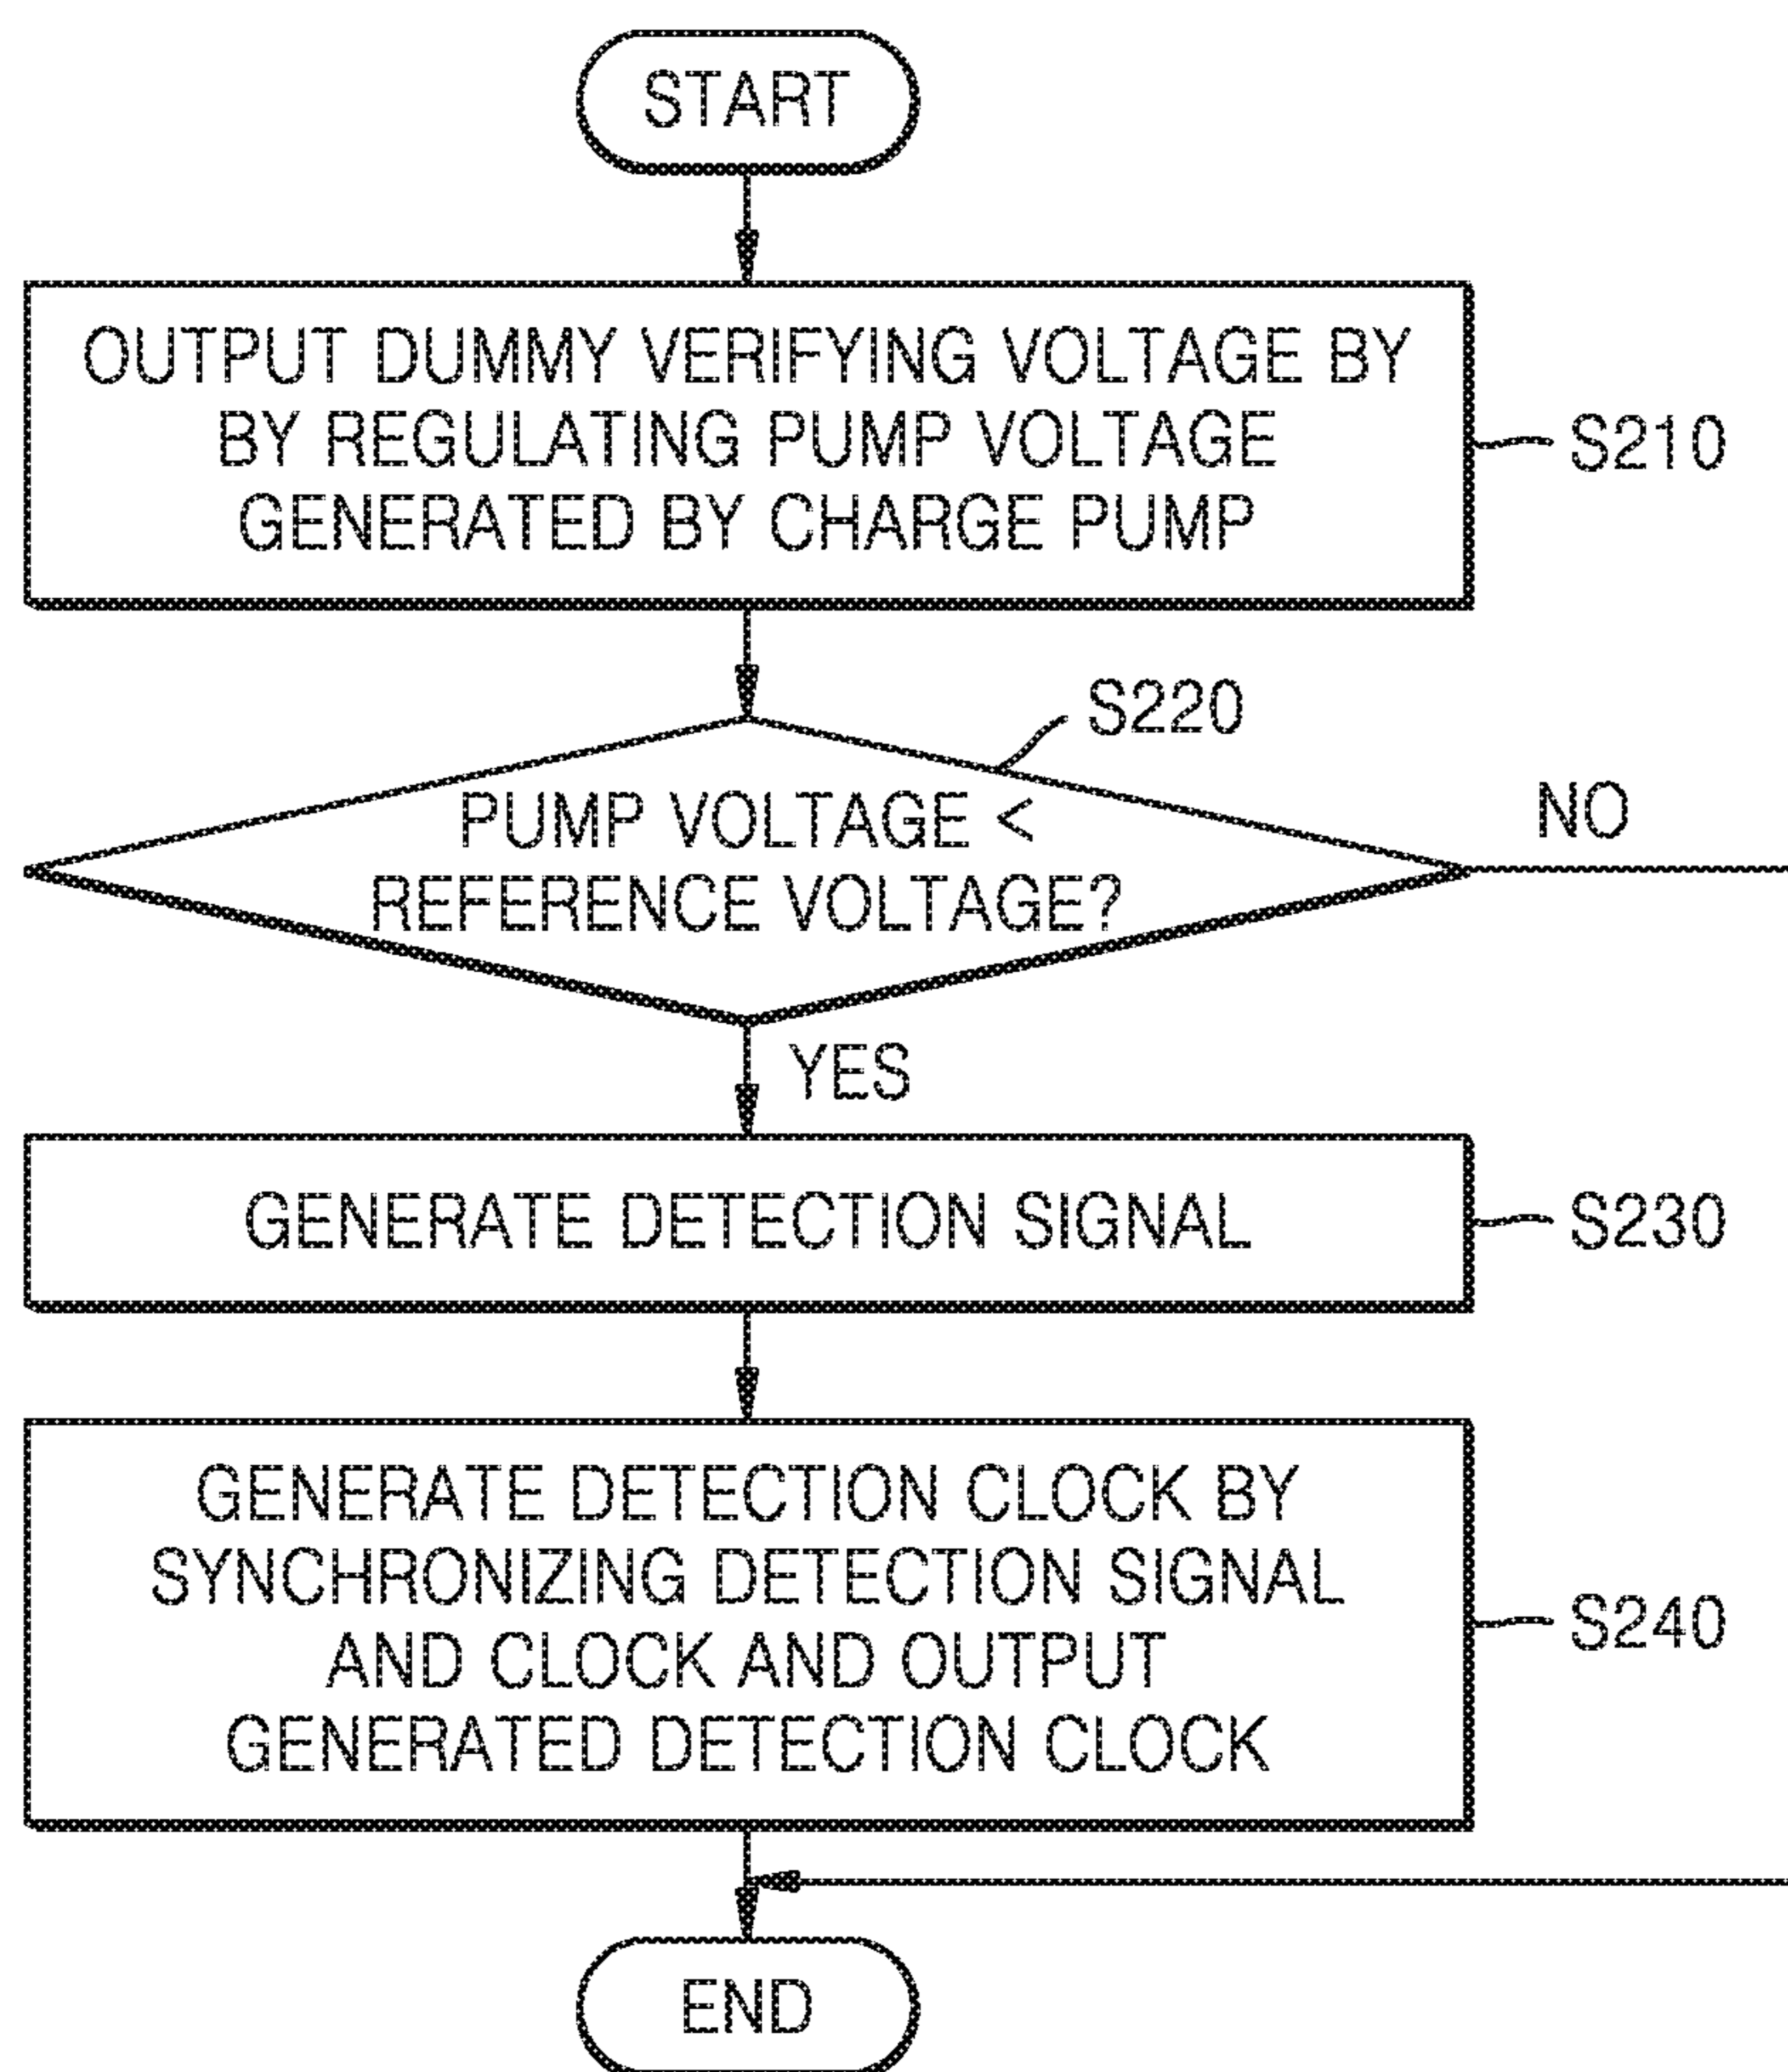 START
OUTPUT DUMMY VERIFYING VOLTAGE BY
BY REGULATING PUMP VOLTAGE
GENERATED BY CHARGE PUMP
S210
S220
PUMP VOLTAGE <
REFERENCE VOLTAGE?
NO
YES
GENERATE DETECTION SIGNAL
S230
GENERATE DETECTION CLOCK BY
SYNCHRONIZING DETECTION SIGNAL
AND CLOCK AND OUTPUT
GENERATED DETECTION CLOCK
S240
END